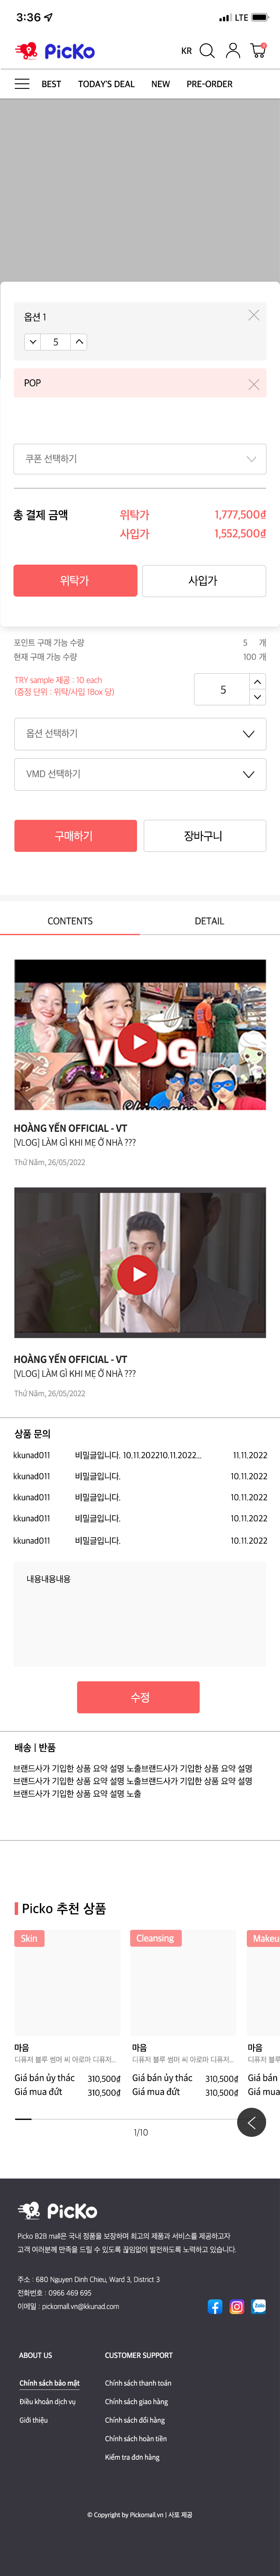 3:36
LTE
PicKo
KR
BEST TODAY'S DEAL NEW PRE-ORDER
옵션 1
5
POP
쿠폰 선택하기
총 결제 금액 위탁가 1,777,500₫
사입가 1,552,500₫
위탁가 사입가
포인트 구매 가능 수량 5 개
현재 구매 가능 수량 100 개
TRY sample 제공 : 10 each
(증정 단위 : 위탁/사입 18ox 당)
5
옵션 선택하기
VMD 선택하기
구매하기 장바구니
CONTENTS DETAIL
VLOG
HOÀNG YẾN OFFICIAL - VT
[VLOG] LÀM GÌ KHI MẸ Ở NHÀ ???
Thứ Năm, 26/05/2022
HOÀNG YẾN OFFICIAL - VT
[VLOG] LÀM GÌ KHI MẸ Ở NHÀ ???
Thứ Năm, 26/05/2022
상품 문의
kkunad011 비밀글입니다. 10.11.202210.11.2022... 11.11.2022
kkunad011 비밀글입니다. 10.11.2022
kkunad011 비밀글입니다. 10.11.2022
kkunad011 비밀글입니다. 10.11.2022
kkunad011 비밀글입니다. 10.11.2022
내용내용내용
수정
배송 | 반품
브랜드사가 기입한 상품 요약 설명 노출브랜드사가 기입한 상품 요약 설명
브랜드사가 기입한 상품 요약 설명 노출브랜드사가 기입한 상품 요약 설명
브랜드사가 기입한 상품 요약 설명 노출
Picko 추천 상품
Skin Cleansing Makeu
마음 마음 마음
디퓨저 블루 썸머 씨 아로마 디퓨저... 디퓨저 블루 썸머 씨 아로마 디퓨저... 디퓨저 블루
Giá bán ủy thác 310,500₫ Giá bán ủy thác 310,500₫ Giá bán
Giá mua đứt 310,500₫ Giá mua đứt 310,500₫ Giá mua
1/10
PicKo
Picko B2B mall은 국내 정품을 보장하며 최고의 제품과 서비스를 제공하고자
고객 여러분께 만족을 드릴 수 있도록 끊임없이 발전하도록 노력하고 있습니다.
주소 : 680 Nguyen Dinh Chieu, Ward 3, District 3
전화번호 : 0966 469 695
이메일 : pickomall.vn@kkunad.com
Zalo
ABOUT US CUSTOMER SUPPORT
Chính sách bảo mật Chính sách thanh toán
Điều khoản dịch vụ Chính sách giao hàng
Giới thiệu Chính sách đổi hàng
Chính sách hoàn tiền
Kiểm tra đơn hàng
© Copyright by Pickomall.vn | 사포 제공